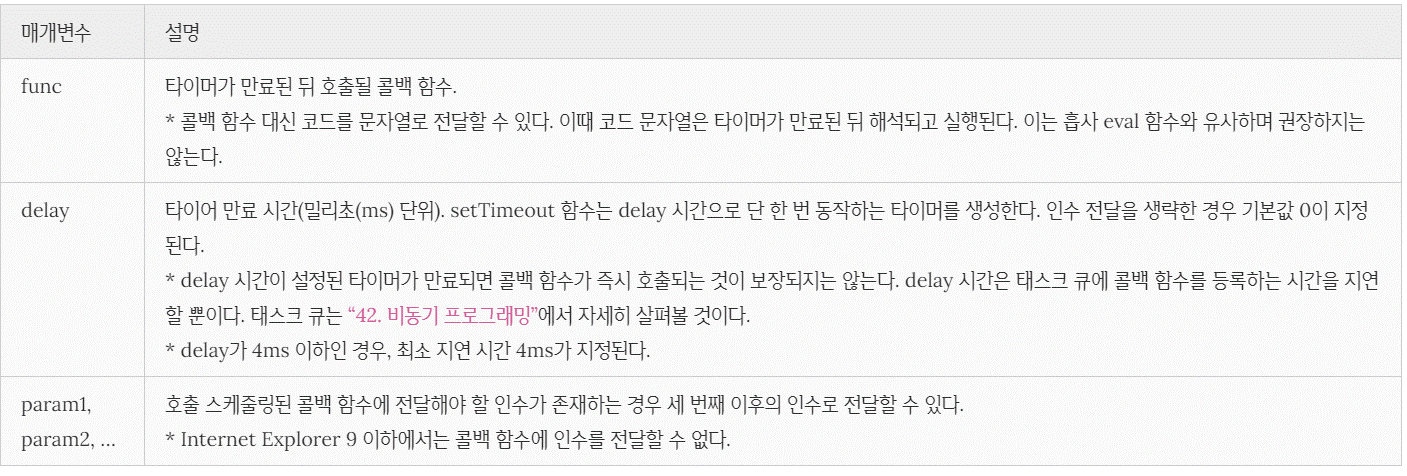 매개변수 설명
func 타이머가 만료된 뒤 호출될 콜백 함수.
* 콜백 함수 대신 코드를 문자열로 전달할 수 있다. 이때 코드 문자열은 타이머가 만료된 뒤 해석되고 실행된다. 이는 흡사 eval 함수와 유사하며 권장하지는
않는다.
delay 타이어 만료 시간(밀리초(ms) 단위). setTimeout 함수는 delay 시간으로 단 한 번 동작하는 타이머를 생성한다. 인수 전달을 생략한 경우 기본값 0이 지정
된다.
* delay 시간이 설정된 타이머가 만료되면 콜백 함수가 즉시 호출되는 것이 보장되지는 않는다. delay 시간은 태스크 큐에 콜백 함수를 등록하는 시간을 지연
할 뿐이다. 태스크 큐는 “42. 비동기 프로그래밍”에서 자세히 살펴볼 것이다.
* delay가 4ms 이하인 경우, 최소 지연 시간 4ms가 지정된다.
param1, 호출 스케줄링된 콜백 함수에 전달해야 할 인수가 존재하는 경우 세 번째 이후의 인수로 전달할 수 있다.
param2, … * Internet Explorer 9 이하에서는 콜백 함수에 인수를 전달할 수 없다.